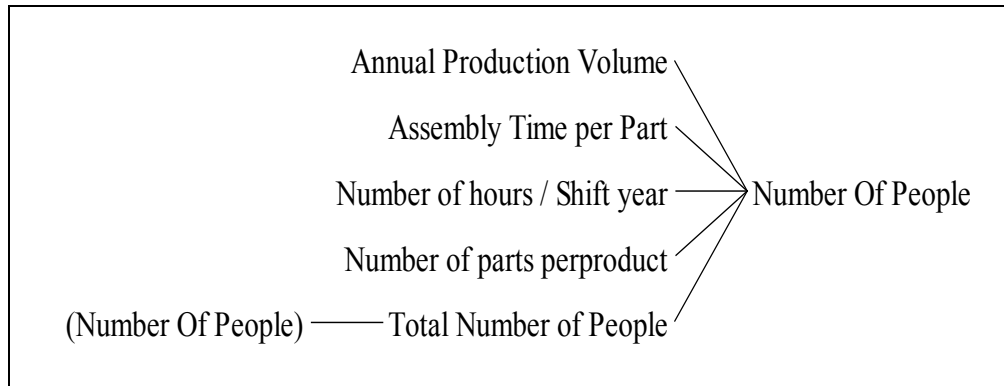 Annual Production Volume
Assembly Time per Part
Number of hours / Shift year
Number Of People
Number of parts perproduct
(Number Of People)
Total Number of People